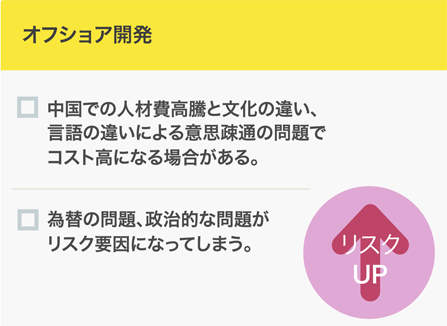 オフショア開発
中国での人材費高騰と文化の違い、
言語の違いによる意思疎通の問題で
コスト高になる場合がある。
為替の問題、政治的な問題が
リスク要因になってしまう。
リスク
UP